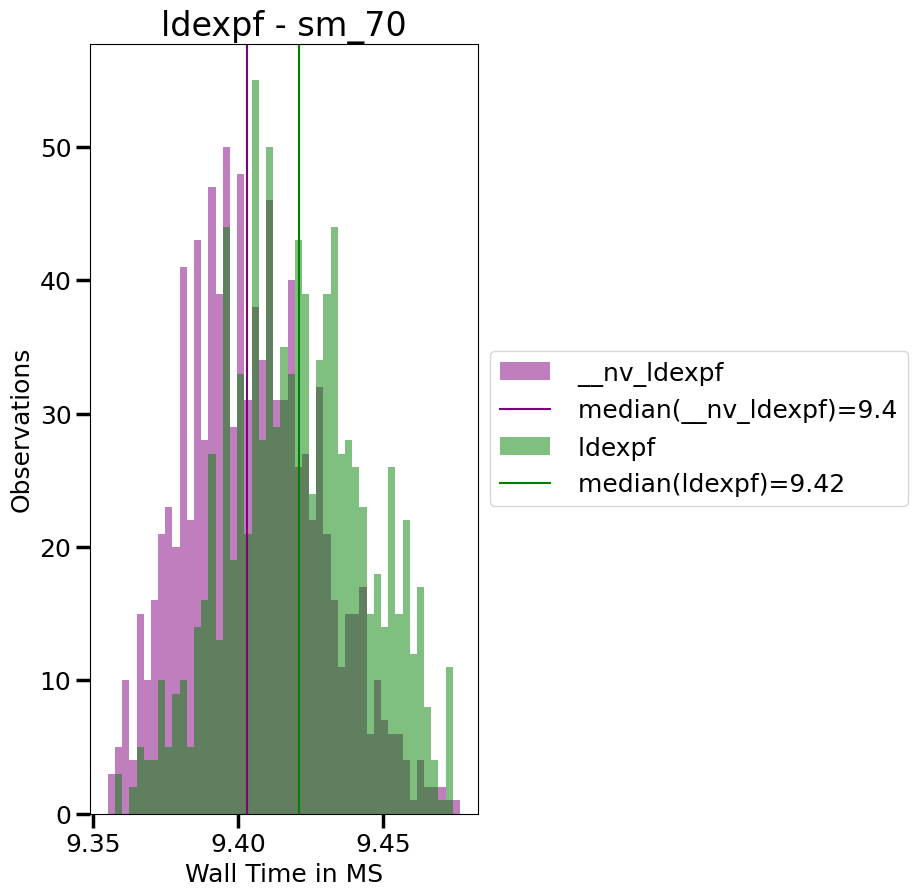 ldexpf - sm_70
50
40
30
20
10
0
Observations
9.35 9.40 9.45
Wall Time in MS
__nv_ldexpf
median(__nv_ldexpf)=9.4
ldexpf
median(ldexpf)=9.42